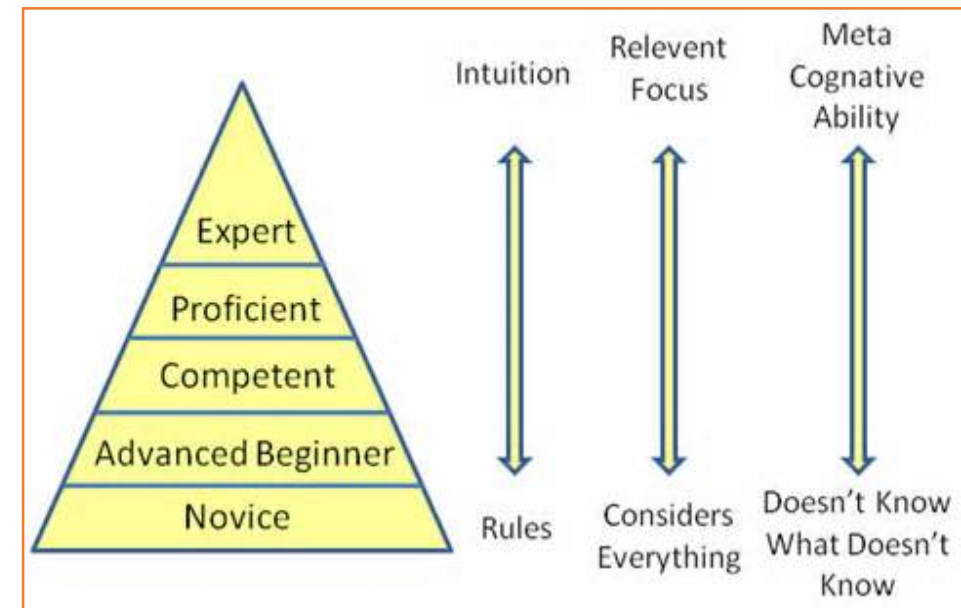 Expert
Proficient
Competent
Advanced Beginner
Novice
Intuition
Rules
Relevent
Focus
Considers
Everything
Meta
Cognative
Ability
Doesn't Know
What Doesn't
Know